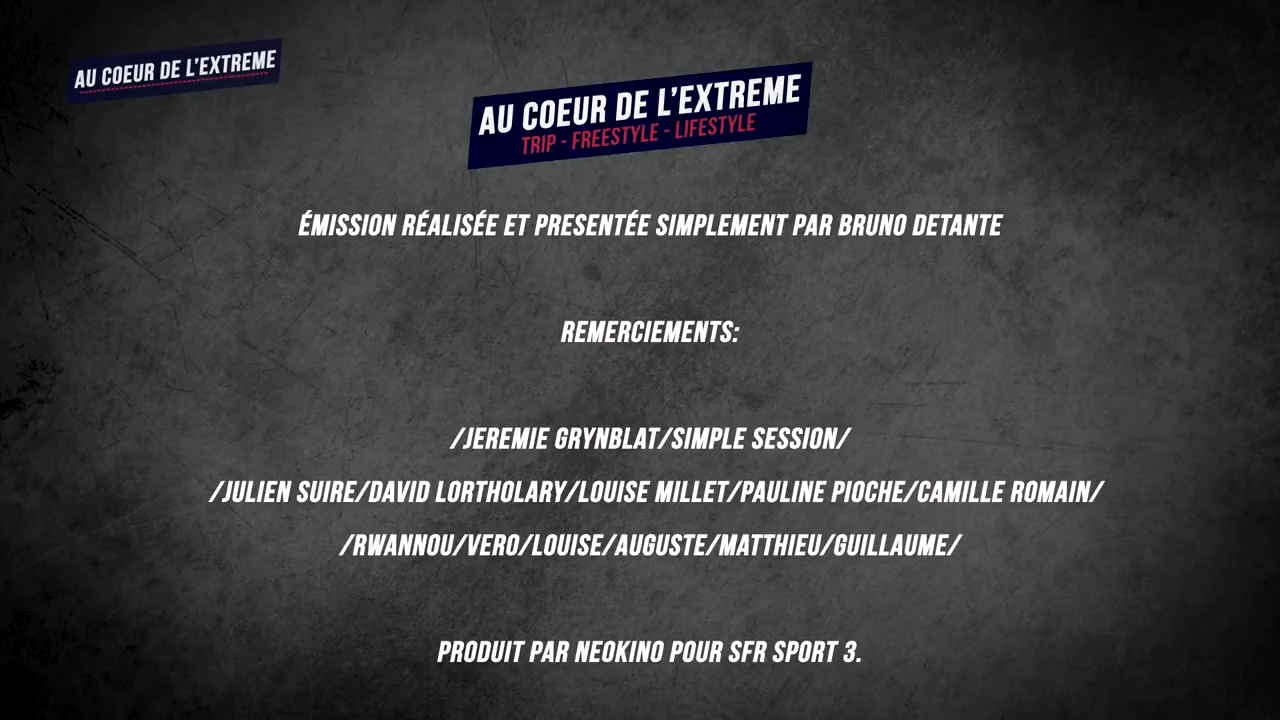 AU COEUR DE L'EXTREME
AU COEUR DE L'EXTREME
TRIP - FREESTYLE - LIFESTYLE
ÉMISSION RÉALISÉE ET PRESENTÉE SIMPLEMENT PAR BRUNO DETANTE
REMERCIEMENTS:
/JEREMIE GRYNBLAT/SIMPLE SESSION/
/JULIEN SUIRE/DAVID LORTHOLARY/LOUISE MILLET/PAULINE PIOCHE/CAMILLE ROMAIN/
/RWANNOU/VERO/LOUISE/AUGUSTE/MATTHIEU/GUILLAUME/
PRODUIT PAR NEOKINO POUR SFR SPORT 3.